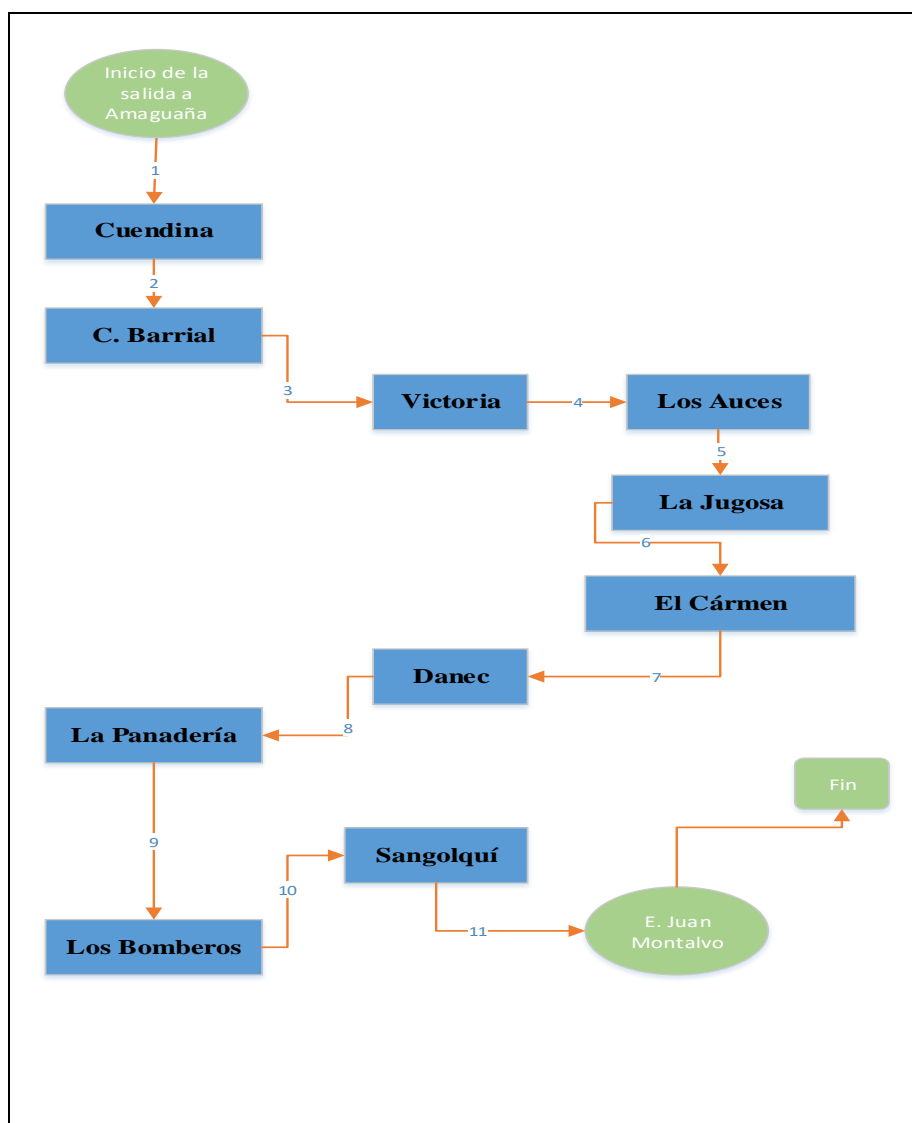 Inicio de la
salida a
Amaguaña
1
Cuendina
2
C. Barrial
3
Victoria
4
Los Auces
5
La Jugosa
6
El Cármen
7
Danec
8
La Panadería
9
Los Bomberos
10
Sangolquí
11
E. Juan
Montalvo
Fin